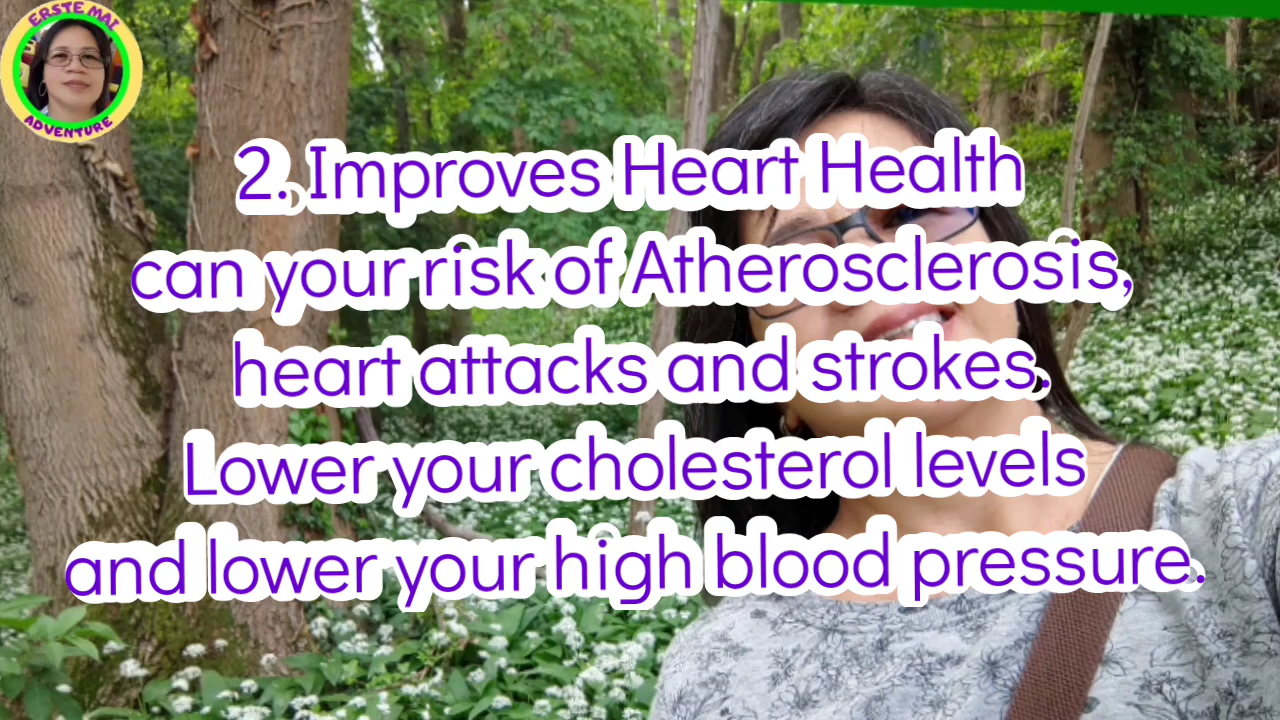 ERSTE MAI
ADVENTURE
2. Improves Heart Health
can your risk of Atherosclerosis,
heart attacks and strokes.
Lower your cholesterol levels
and lower your high blood pressure.